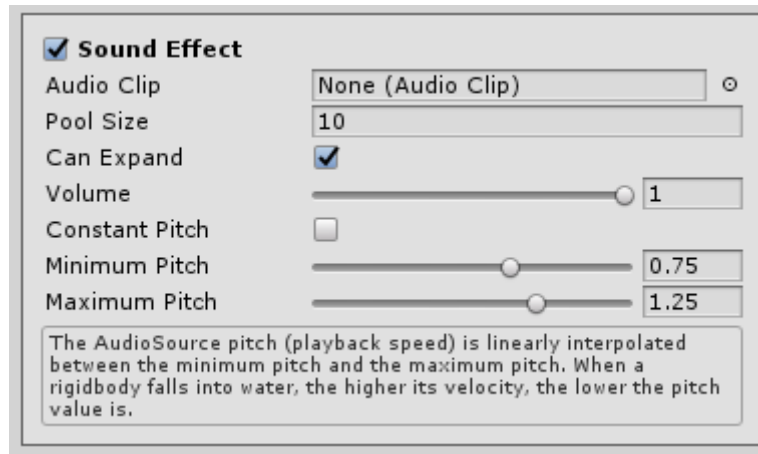 Sound Effect
Audio Clip None (Audio Clip)
Pool Size 10
Can Expand
Volume 1
Constant Pitch
Minimum Pitch 0.75
Maximum Pitch 1.25
The AudioSource pitch (playback speed) is linearly interpolated
between the minimum pitch and the maximum pitch. When a
rigidbody falls into water, the higher its velocity, the lower the pitch
value is.